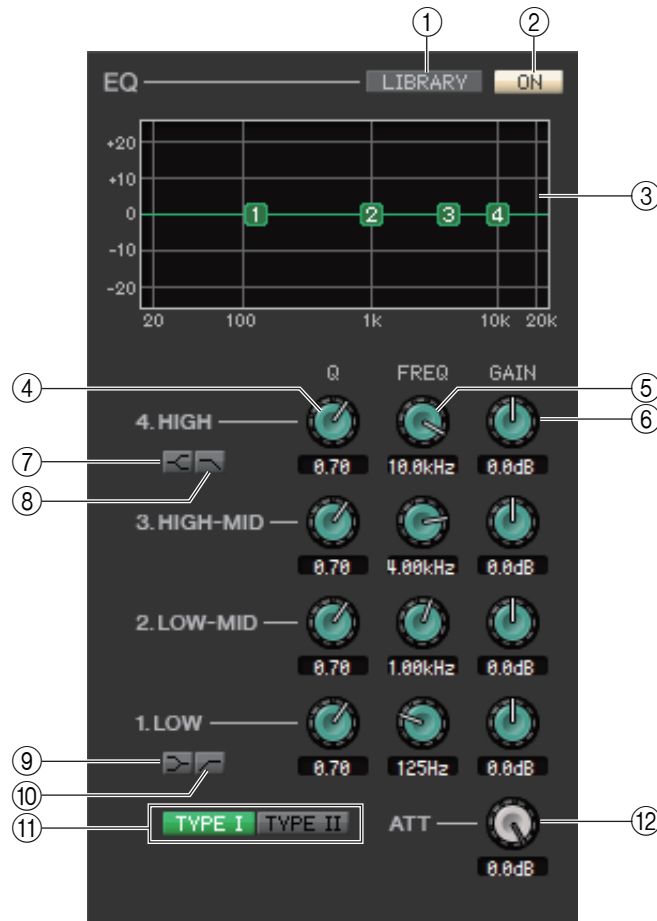 ① ②
EQ LIBRARY ON
+20
+10
0 1 2 3 4 ③
-10
-20
20 100 1k 10k 20k
Q FREQ GAIN
④ ⑤
4. HIGH ⑥
⑦ 0.70 10.0kHz 0.0dB
⑧
3. HIGH-MID
0.70 4.00kHz 0.0dB
2. LOW-MID
0.70 1.00kHz 0.0dB
1. LOW
⑨ 0.70 125Hz 0.0dB
⑩
⑪ TYPE I TYPE II ATT ⑫
0.0dB